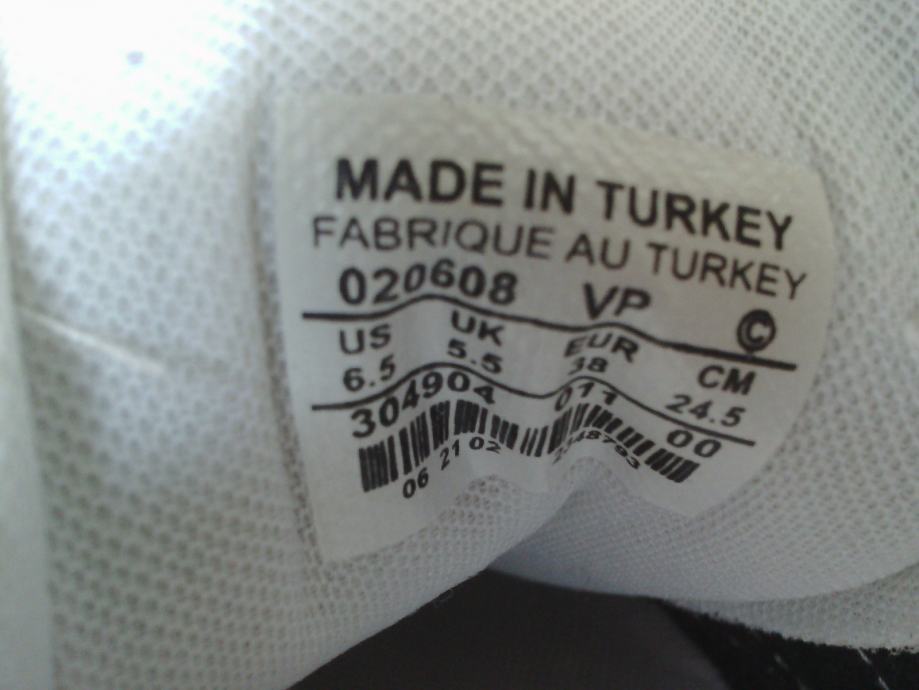 MADE IN TURKEY
FABRIQUE AU TURKEY
020608 VP ©
US UK EUR CM
6.5 5.5 38 24.5
304904 011 00
06 21 02